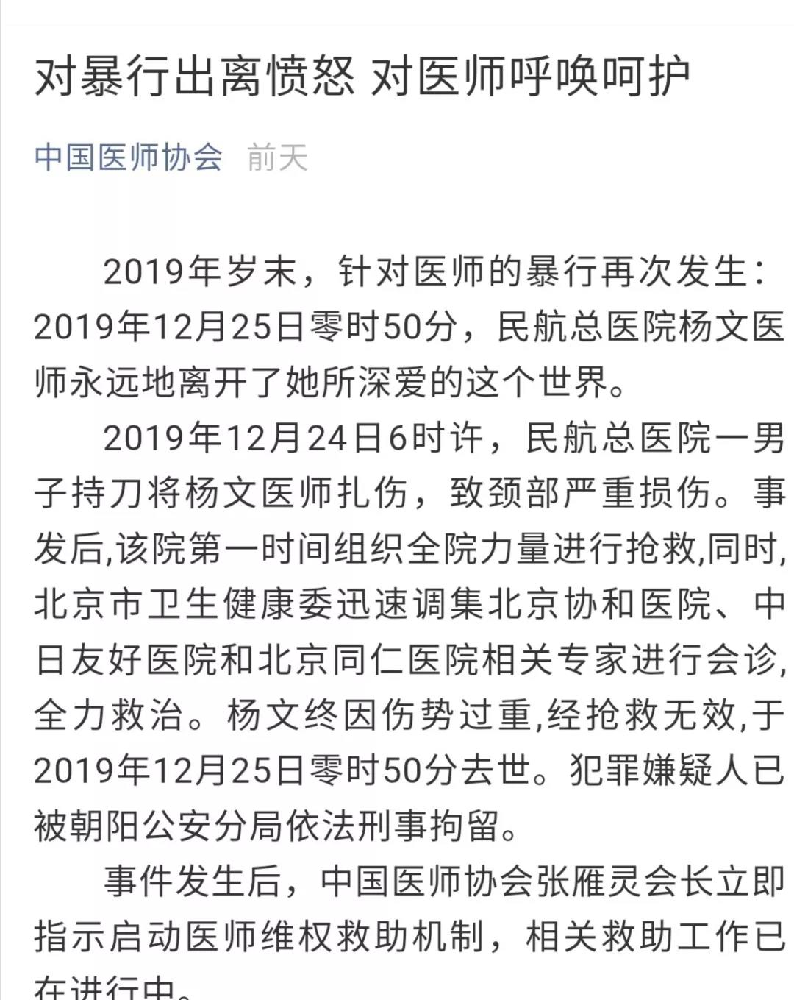 对暴行出离愤怒 对医师呼唤呵护
中国医师协会 前天
2019年岁末，针对医师的暴行再次发生：
2019年12月25日零时50分，民航总医院杨文医
师永远地离开了她所深爱的这个世界。
2019年12月24日6时许，民航总医院一男
子持刀将杨文医师扎伤，致颈部严重损伤。事
发后,该院第一时间组织全院力量进行抢救,同时,
北京市卫生健康委迅速调集北京协和医院、中
日友好医院和北京同仁医院相关专家进行会诊,
全力救治。杨文终因伤势过重,经抢救无效,于
2019年12月25日零时50分去世。犯罪嫌疑人已
被朝阳公安分局依法刑事拘留。
事件发生后，中国医师协会张雁灵会长立即
指示启动医师维权救助机制，相关救助工作已
在进行中。